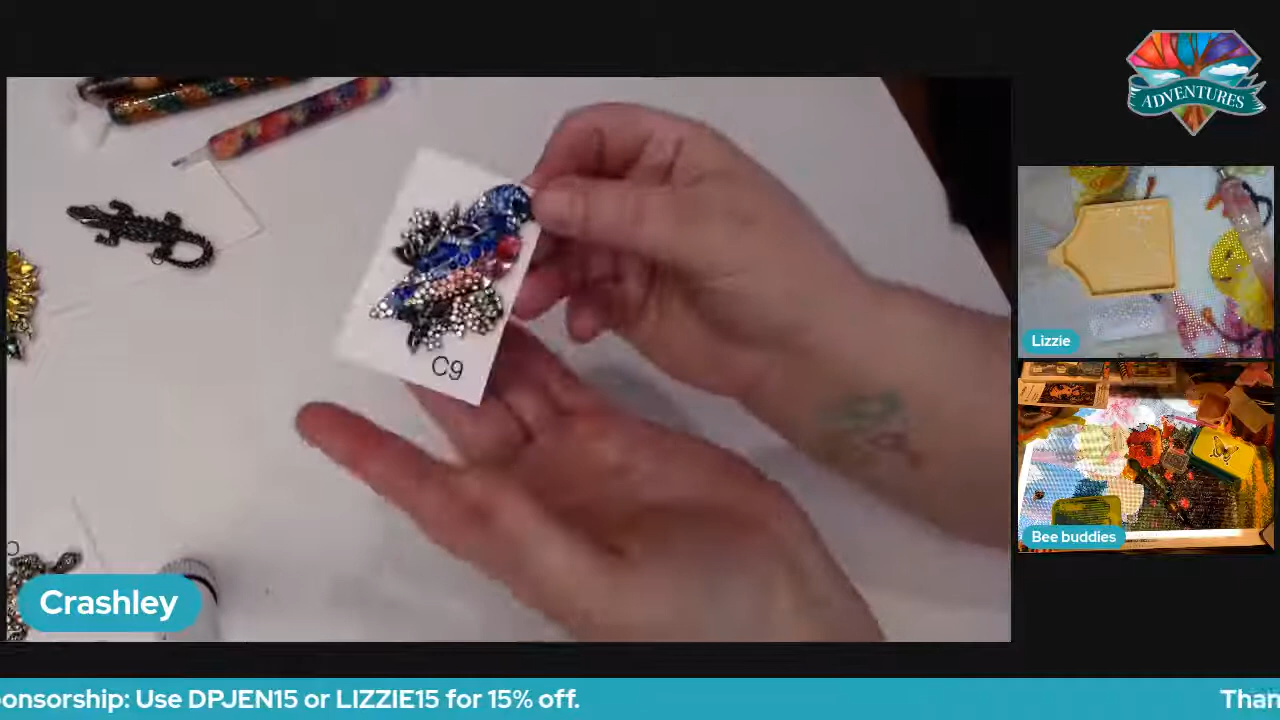 ADVENTURES
C9
Lizzie
Bee buddies
Crashley
onsorship: Use DPJEN15 or LIZZIE15 for 15% off.
Than